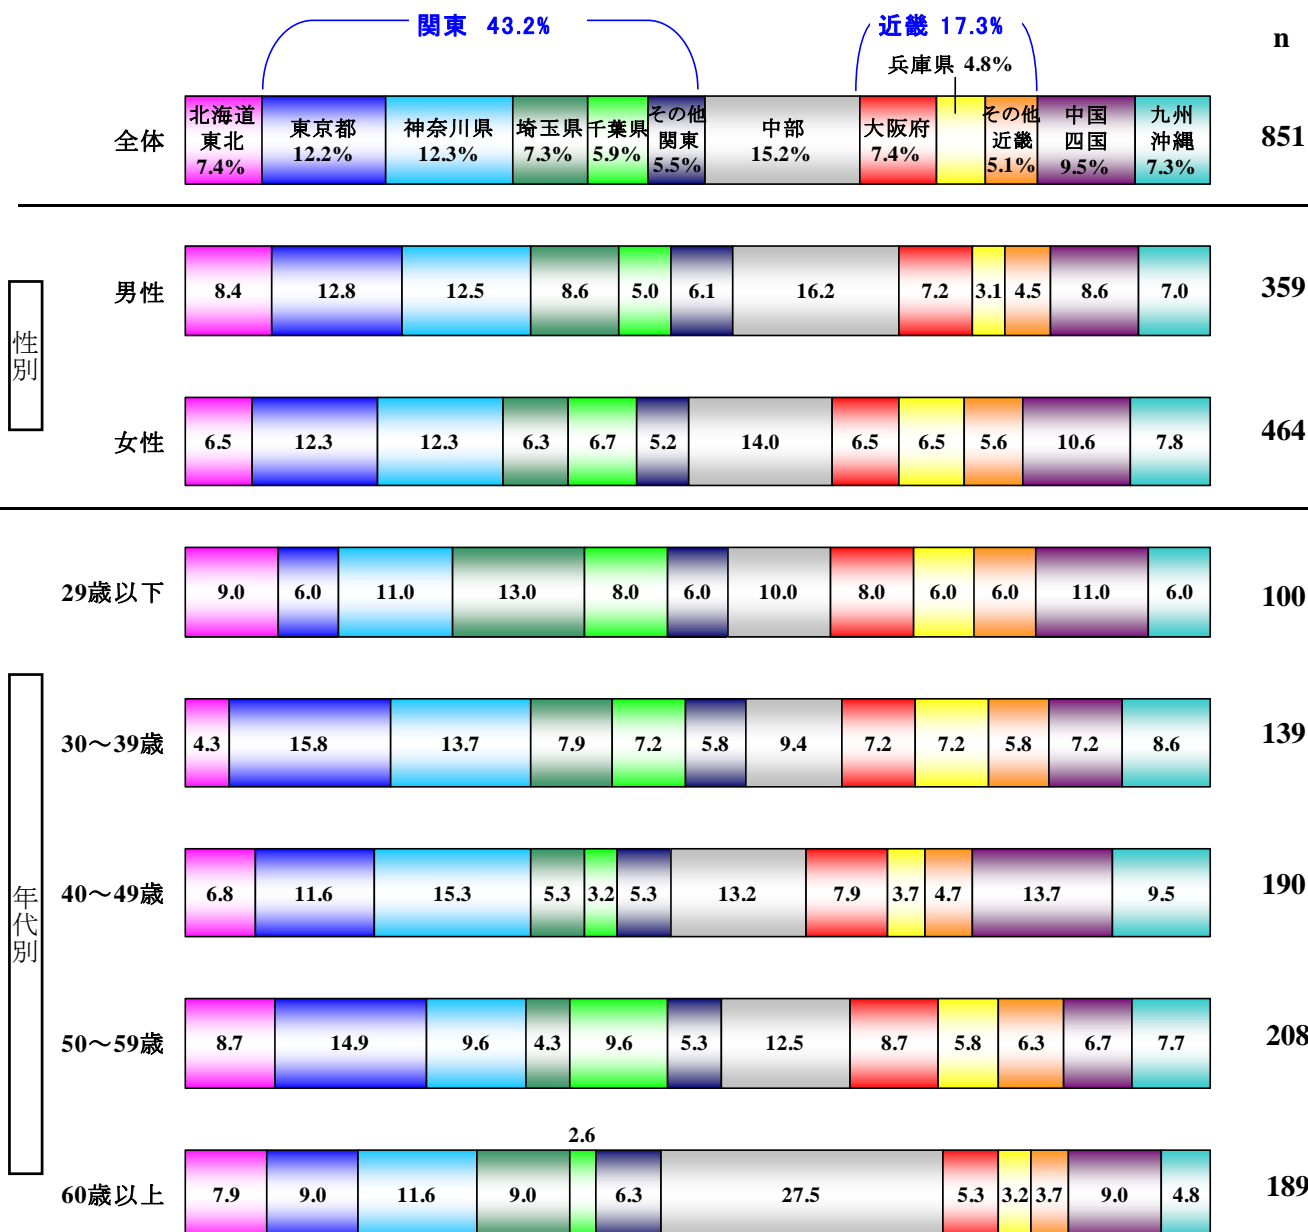 関東 43.2%
近畿 17.3%
n
兵庫県 4.8%
全体
北海道
東北
7.4%
東京都
12.2%
神奈川県
12.3%
埼玉県
7.3%
千葉県
5.9%
その他
関東
5.5%
中部
15.2%
大阪府
7.4%
その他
近畿
5.1%
中国
四国
9.5%
九州
沖縄
7.3%
851
性別
男性 8.4 12.8 12.5 8.6 5.0 6.1 16.2 7.2 3.1 4.5 8.6 7.0 359
女性 6.5 12.3 12.3 6.3 6.7 5.2 14.0 6.5 6.5 5.6 10.6 7.8 464
年代別
29歳以下 9.0 6.0 11.0 13.0 8.0 6.0 10.0 8.0 6.0 6.0 11.0 6.0 100
30～39歳 4.3 15.8 13.7 7.9 7.2 5.8 9.4 7.2 7.2 5.8 7.2 8.6 139
40～49歳 6.8 11.6 15.3 5.3 3.2 5.3 13.2 7.9 3.7 4.7 13.7 9.5 190
50～59歳 8.7 14.9 9.6 4.3 9.6 5.3 12.5 8.7 5.8 6.3 6.7 7.7 208
2.6
60歳以上 7.9 9.0 11.6 9.0 6.3 27.5 5.3 3.2 3.7 9.0 4.8 189